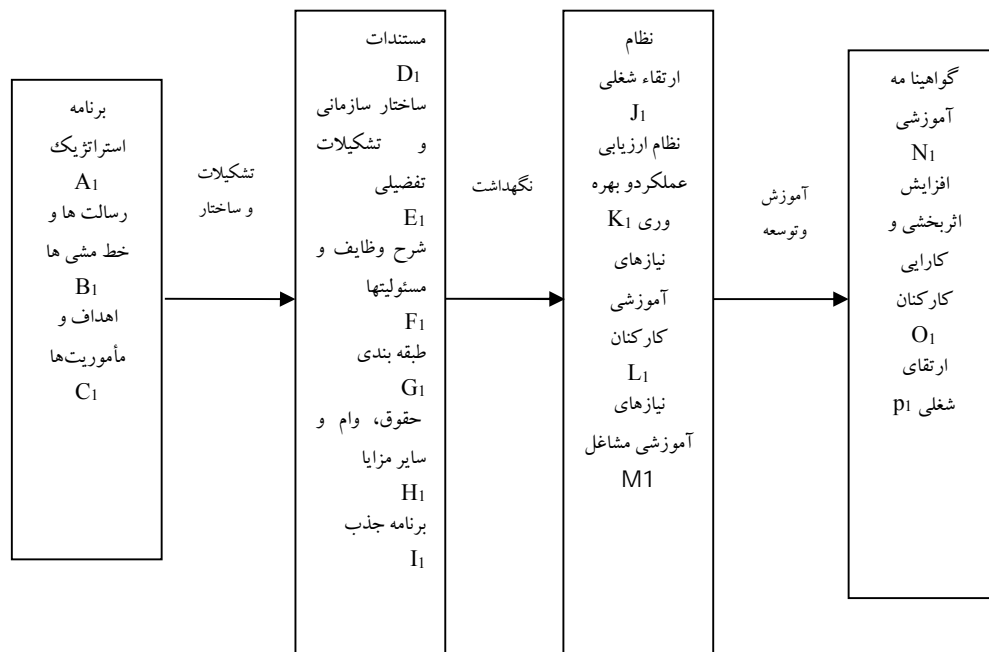 برنامه
استراتژیک
A1
رسالت ها و
خط مشی ها
B1
اهداف و
مأموریت‌ها
C1
تشکیلات
و ساختار
مستندات
D1
ساختار سازمانی
و تشکیلات
تفضیلی
E1
شرح وظایف و
مسئولیتها
F1
طبقه بندی
G1
حقوق، وام و
سایر مزایا
H1
برنامه جذب
I1
نگهداشت
نظام
ارتقاء شغلی
J1
نظام ارزیابی
عملکردو بهره
وری K1
نیازهای
آموزشی
کارکنان
L1
نیازهای
آموزشی مشاغل
M1
آموزش
وتوسعه
گواهینا مه
آموزشی
N1
افزایش
اثربخشی و
کارایی
کارکنان
O1
ارتقای
شغلی p1